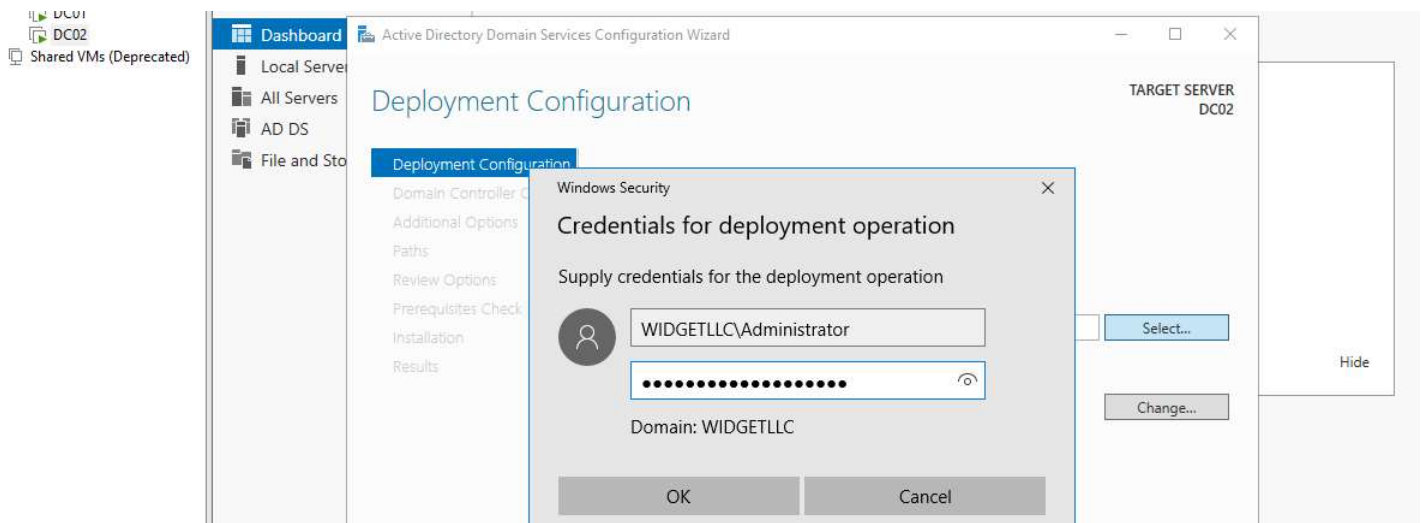 DC01
DC02
Shared VMs (Deprecated)
Dashboard
Local Server
All Servers
AD DS
File and Sto
Active Directory Domain Services Configuration Wizard
Deployment Configuration
TARGET SERVER
DC02
Deployment Configuration
Domain Controller O
Additional Options
Paths
Review Options
Prerequisites Check
Installation
Results
Windows Security
Credentials for deployment operation
Supply credentials for the deployment operation
WIDGETLLC\Administrator
●●●●●●●●●●●●●●●●●●●
Domain: WIDGETLLC
OK
Cancel
Select...
Change...
Hide